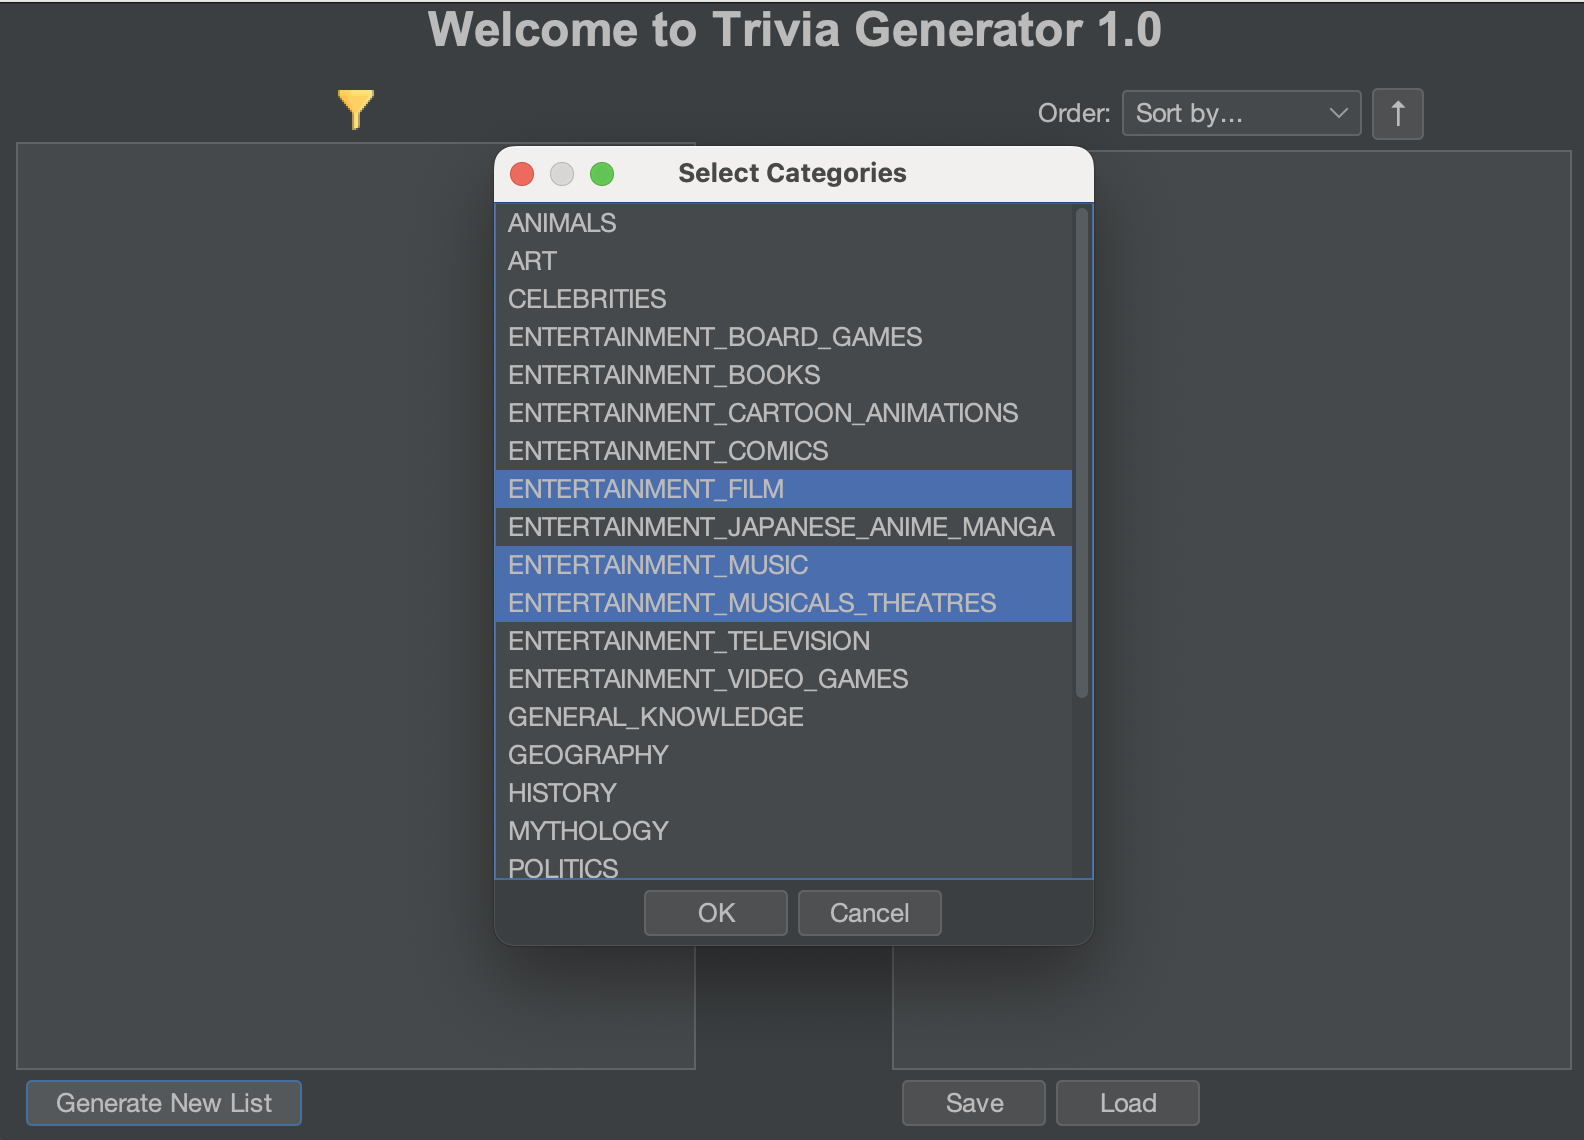 Welcome to Trivia Generator 1.0
Order: Sort by... ↑
Select Categories
ANIMALS
ART
CELEBRITIES
ENTERTAINMENT_BOARD_GAMES
ENTERTAINMENT_BOOKS
ENTERTAINMENT_CARTOON_ANIMATIONS
ENTERTAINMENT_COMICS
ENTERTAINMENT_FILM
ENTERTAINMENT_JAPANESE_ANIME_MANGA
ENTERTAINMENT_MUSIC
ENTERTAINMENT_MUSICALS_THEATRES
ENTERTAINMENT_TELEVISION
ENTERTAINMENT_VIDEO_GAMES
GENERAL_KNOWLEDGE
GEOGRAPHY
HISTORY
MYTHOLOGY
POLITICS
OK Cancel
Generate New List Save Load